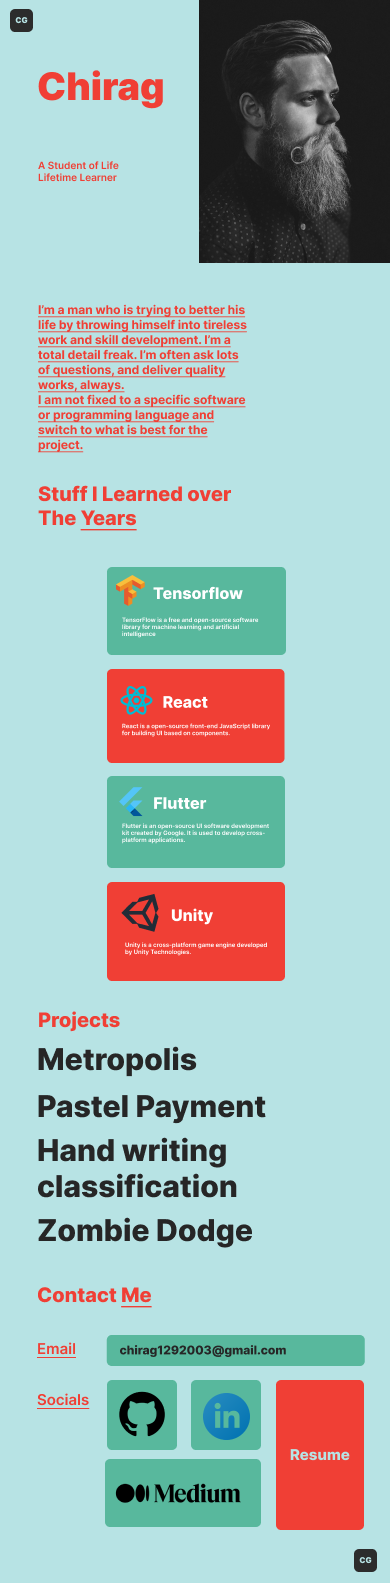 CG
Chirag
A Student of Life
Lifetime Learner
I'm a man who is trying to better his
life by throwing himself into tireless
work and skill development. I'm a
total detail freak. I'm often ask lots
of questions, and deliver quality
works, always.
I am not fixed to a specific software
or programming language and
switch to what is best for the
project.
Stuff I Learned over
The Years
Tensorflow
TensorFlow is a free and open-source software
library for machine learning and artificial
intelligence
React
React is a open-source front-end JavaScript library
for building UI based on components.
Flutter
Flutter is an open-source UI software development
kit created by Google. It is used to develop cross-
platform applications.
Unity
Unity is a cross-platform game engine developed
by Unity Technologies.
Projects
Metropolis
Pastel Payment
Hand writing
classification
Zombie Dodge
Contact Me
Email
chirag1292003@gmail.com
Socials
in
Resume
Medium
CG